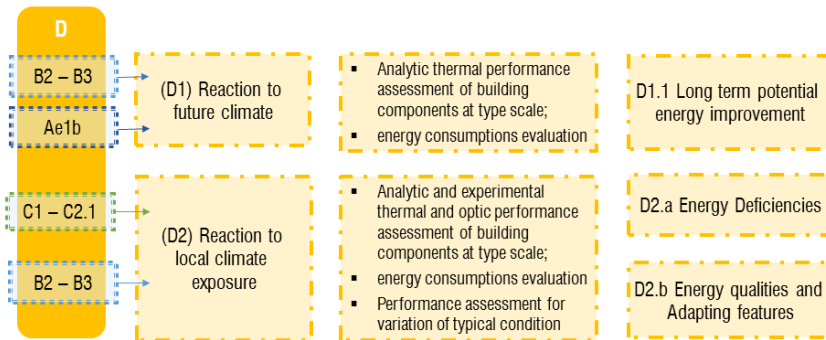 D
B2 – B3
Ae1b
C1 – C2.1
B2 – B3
(D1) Reaction to
future climate
(D2) Reaction to
local climate
exposure
▪ Analytic thermal performance
assessment of building
components at type scale;
▪ energy consumptions evaluation
▪ Analytic and experimental
thermal and optic performance
assessment of building
components at type scale;
▪ energy consumptions evaluation
▪ Performance assessment for
variation of typical condition
D1.1 Long term potential
energy improvement
D2.a Energy Deficiencies
D2.b Energy qualities and
Adapting features